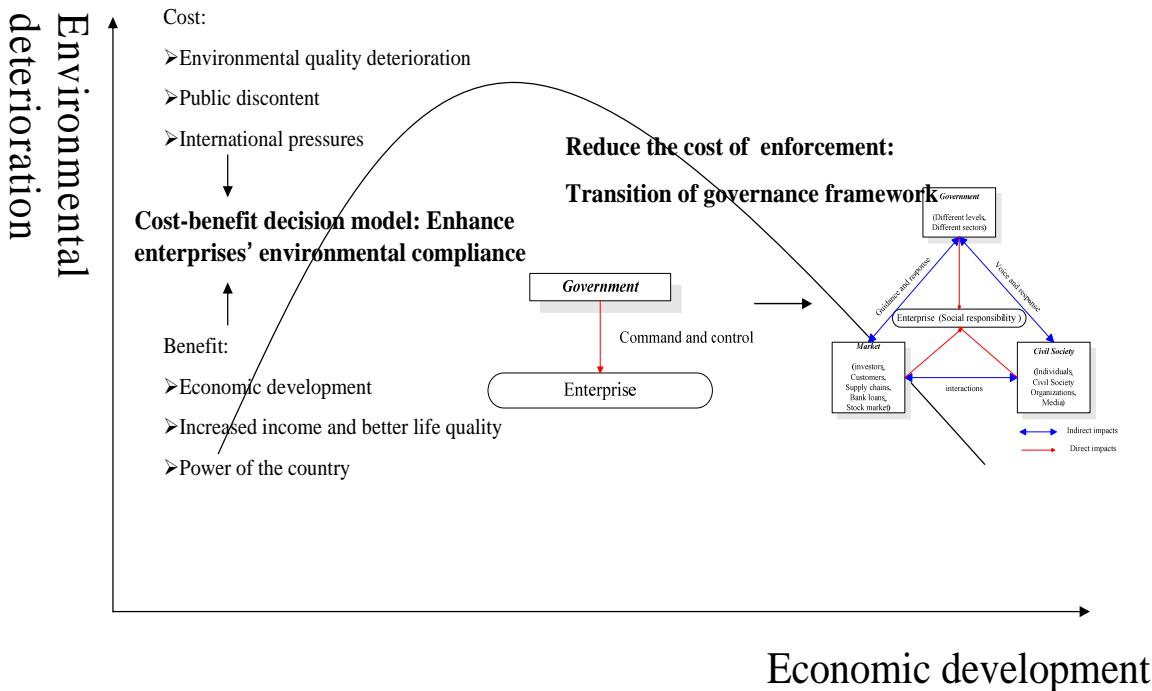 Environmental
deterioration
Cost:
➢Environmental quality deterioration
➢Public discontent
➢International pressures
Cost-benefit decision model: Enhance
enterprises’ environmental compliance
Benefit:
➢Economic development
➢Increased income and better life quality
➢Power of the country
Reduce the cost of enforcement:
Transition of governance framework
Government
Command and control
Enterprise
Government
(Different levels,
Different sectors)
Guidance and response
Voice and response
Enterprise (Social responsibility )
Market
(investors,
Customers,
Supply chains,
Bank loans,
Stock market)
interactions
Civil Society
(Individuals,
Civil Society
Organizations,
Media)
Indirect impacts
Direct impacts
Economic development